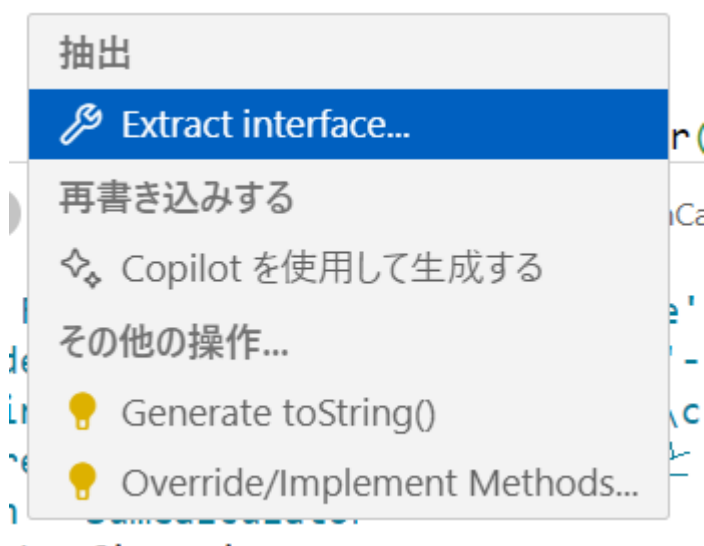 抽出
Extract interface...
再書き込みする
Copilot を使用して生成する
その他の操作...
Generate toString()
Override/Implement Methods...